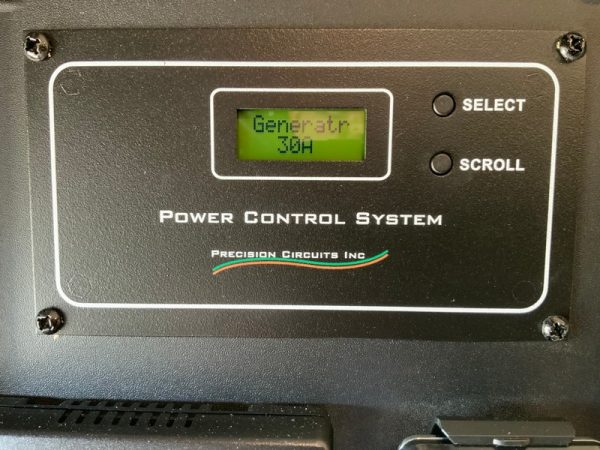 Generatr
30A
SELECT
SCROLL
POWER CONTROL SYSTEM
PRECISION CIRCUITS INC